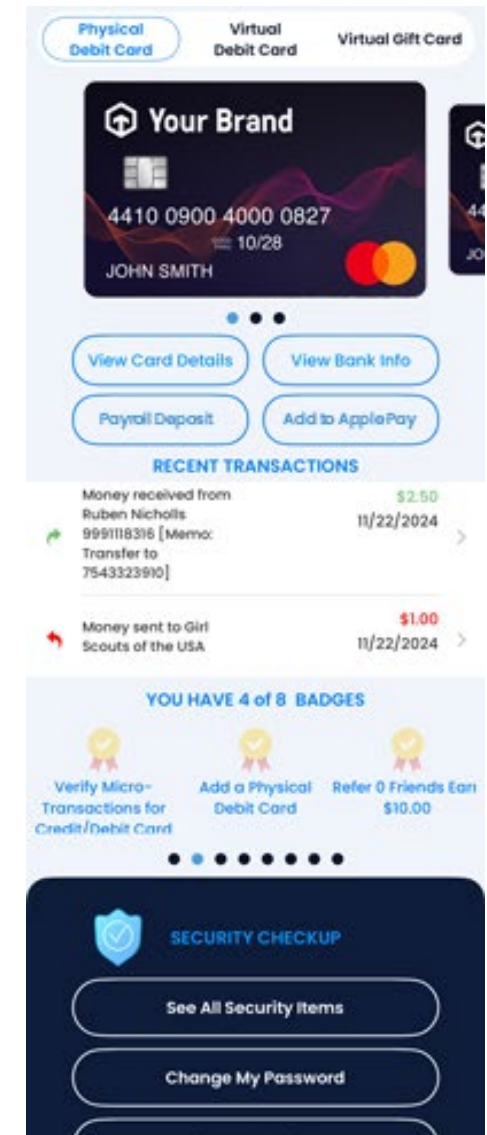 Physical
Debit Card
Virtual
Debit Card
Virtual Gift Card
Your Brand
4410 0900 4000 0827
10/28
JOHN SMITH
44
JO
View Card Details
View Bank Info
Payroll Deposit
Add to Apple Pay
RECENT TRANSACTIONS
Money received from
Ruben Nicholls
9991118316 [Memo:
Transfer to
7543323910]
$2.50
11/22/2024
Money sent to Girl
Scouts of the USA
$1.00
11/22/2024
YOU HAVE 4 of 8 BADGES
Verify Micro-
Transactions for
Credit/Debit Card
Add a Physical
Debit Card
Refer 0 Friends Earn
$10.00
SECURITY CHECKUP
See All Security Items
Change My Password